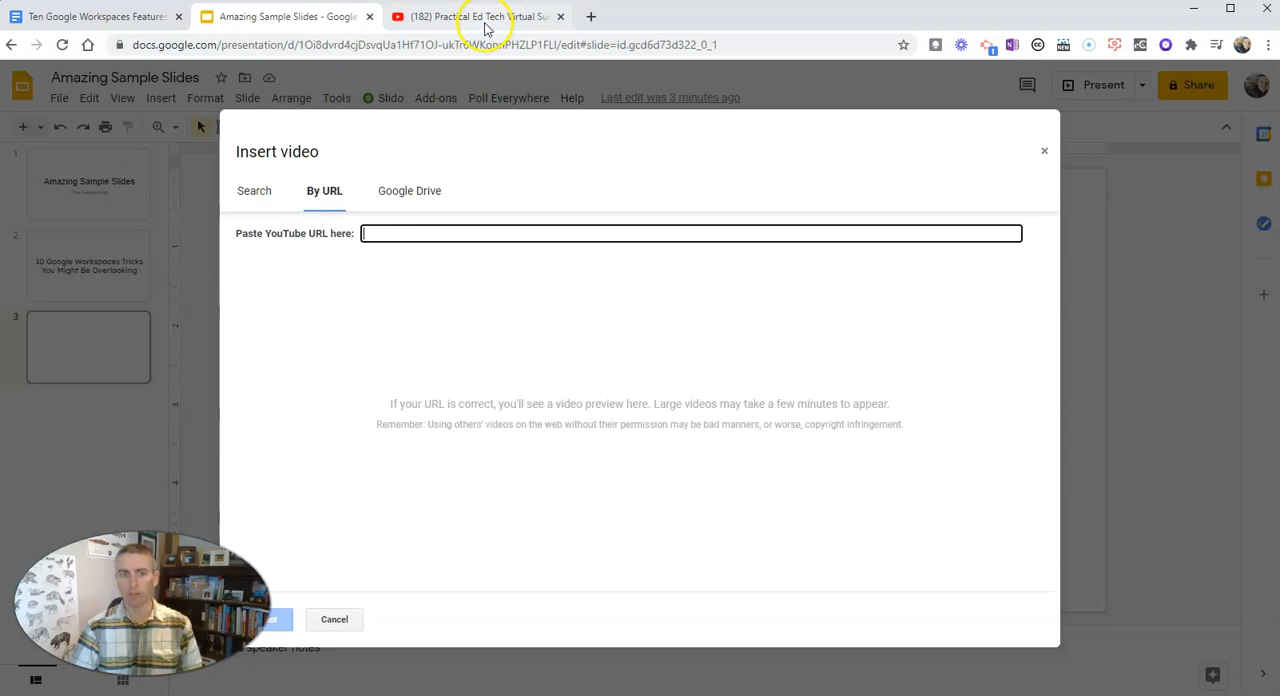 Ten Google Workspaces Features
Amazing Sample Slides - Google
(182) Practical Ed Tech Virtual Su
docs.google.com/presentation/d/1Oi8dvrd4cjDsvqUa1Hf71OJ-ukTr6WKonnPHZLP1FLI/edit#slide=id.gcd6d73d322_0_1
Amazing Sample Slides
Present
Share
File Edit View Insert Format Slide Arrange Tools Slido Add-ons Poll Everywhere Help Last edit was 3 minutes ago
Insert video
Search By URL Google Drive
Paste YouTube URL here:
1
Amazing Sample Slides
2
10 Google Workspaces Tricks
You Might Be Overlooking
3
If your URL is correct, you'll see a video preview here. Large videos may take a few minutes to appear.
Remember: Using others' videos on the web without their permission may be bad manners, or worse, copyright infringement.
Cancel
speaker notes